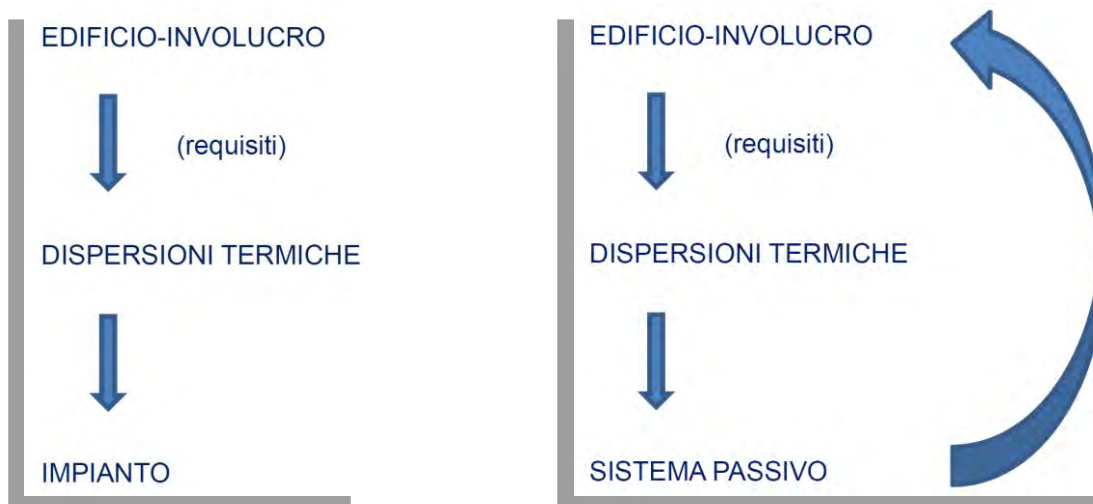 EDIFICIO-INVOLUCRO
(requisiti)
DISPERSIONI TERMICHE
IMPIANTO
EDIFICIO-INVOLUCRO
(requisiti)
DISPERSIONI TERMICHE
SISTEMA PASSIVO